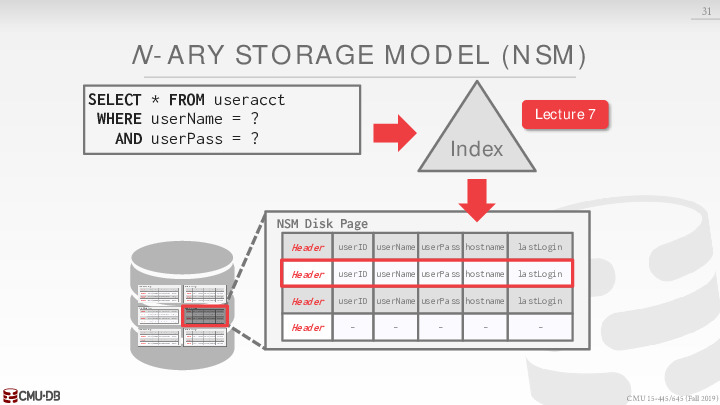 31
N-ARY STORAGE MODEL (NSM)
SELECT * FROM useracct
WHERE userName = ?
AND userPass = ?
Index
Lecture 7
NSM Disk Page
Header userID userName userPass hostname lastLogin
Header userID userName userPass hostname lastLogin
Header userID userName userPass hostname lastLogin
Header - - - - -
CMU·DB
CMU 15-445/645 (Fall 2019)